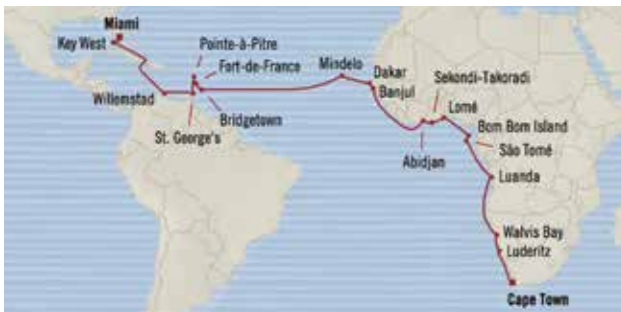 Miami
Key West
Pointe-à-Pitre
Fort-de-France
Willemstad
St. George's
Bridgetown
Mindelo
Dakar
Banjul
Sekondi-Takoradi
Lomé
Abidjan
Bom Bom Island
São Tomé
Luanda
Walvis Bay
Luderitz
Cape Town